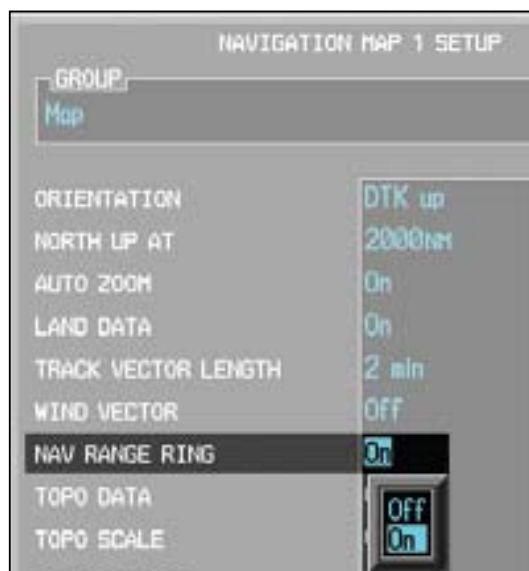 NAVIGATION MAP 1 SETUP
GROUP
Map
ORIENTATION DTK up
NORTH UP AT 2000NM
AUTO ZOOM On
LAND DATA On
TRACK VECTOR LENGTH 2 min
WIND VECTOR Off
NAV RANGE RING On
TOPO DATA
Off
TOPO SCALE
On